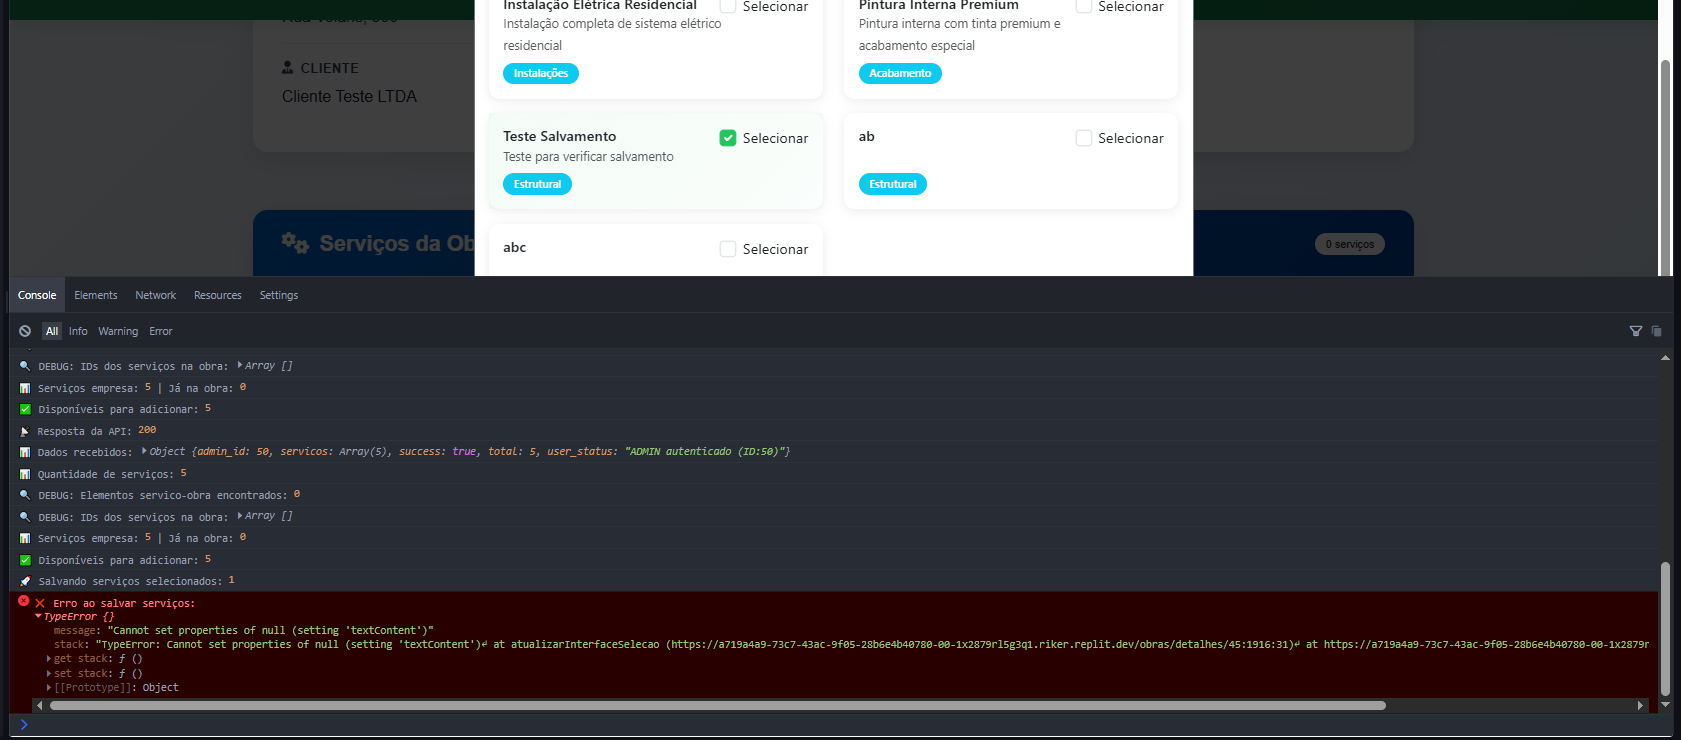 Instalação Elétrica Residencial
Selecionar
Instalação completa de sistema elétrico
residencial
Instalações
Pintura Interna Premium
Selecionar
Pintura interna com tinta premium e
acabamento especial
Acabamento
CLIENTE
Cliente Teste LTDA
Teste Salvamento
Selecionar
Teste para verificar salvamento
Estrutural
ab
Selecionar
Estrutural
Serviços da Ob
0 serviços
abc
Selecionar
Console Elements Network Resources Settings
All Info Warning Error
🔍 DEBUG: IDs dos serviços na obra: Array []
📊 Serviços empresa: 5 | Já na obra: 0
✅ Disponíveis para adicionar: 5
📡 Resposta da API: 200
📊 Dados recebidos: Object {admin_id: 50, servicos: Array(5), success: true, total: 5, user_status: "ADMIN autenticado (ID:50)"}
📊 Quantidade de serviços: 5
🔍 DEBUG: Elementos servico-obra encontrados: 0
🔍 DEBUG: IDs dos serviços na obra: Array []
📊 Serviços empresa: 5 | Já na obra: 0
✅ Disponíveis para adicionar: 5
🚀 Salvando serviços selecionados: 1
❌ Erro ao salvar serviços:
TypeError {}
message: "Cannot set properties of null (setting 'textContent')"
stack: "TypeError: Cannot set properties of null (setting 'textContent')↵ at atualizarInterfaceSelecao (https://a719a4a9-73c7-43ac-9f05-28b6e4b40780-00-1x2879rl5g3q1.riker.replit.dev/obras/detalhes/45:1916:31)↵ at https://a719a4a9-73c7-43ac-9f05-28b6e4b40780-00-1x2879r
get stack: ƒ ()
set stack: ƒ ()
[[Prototype]]: Object